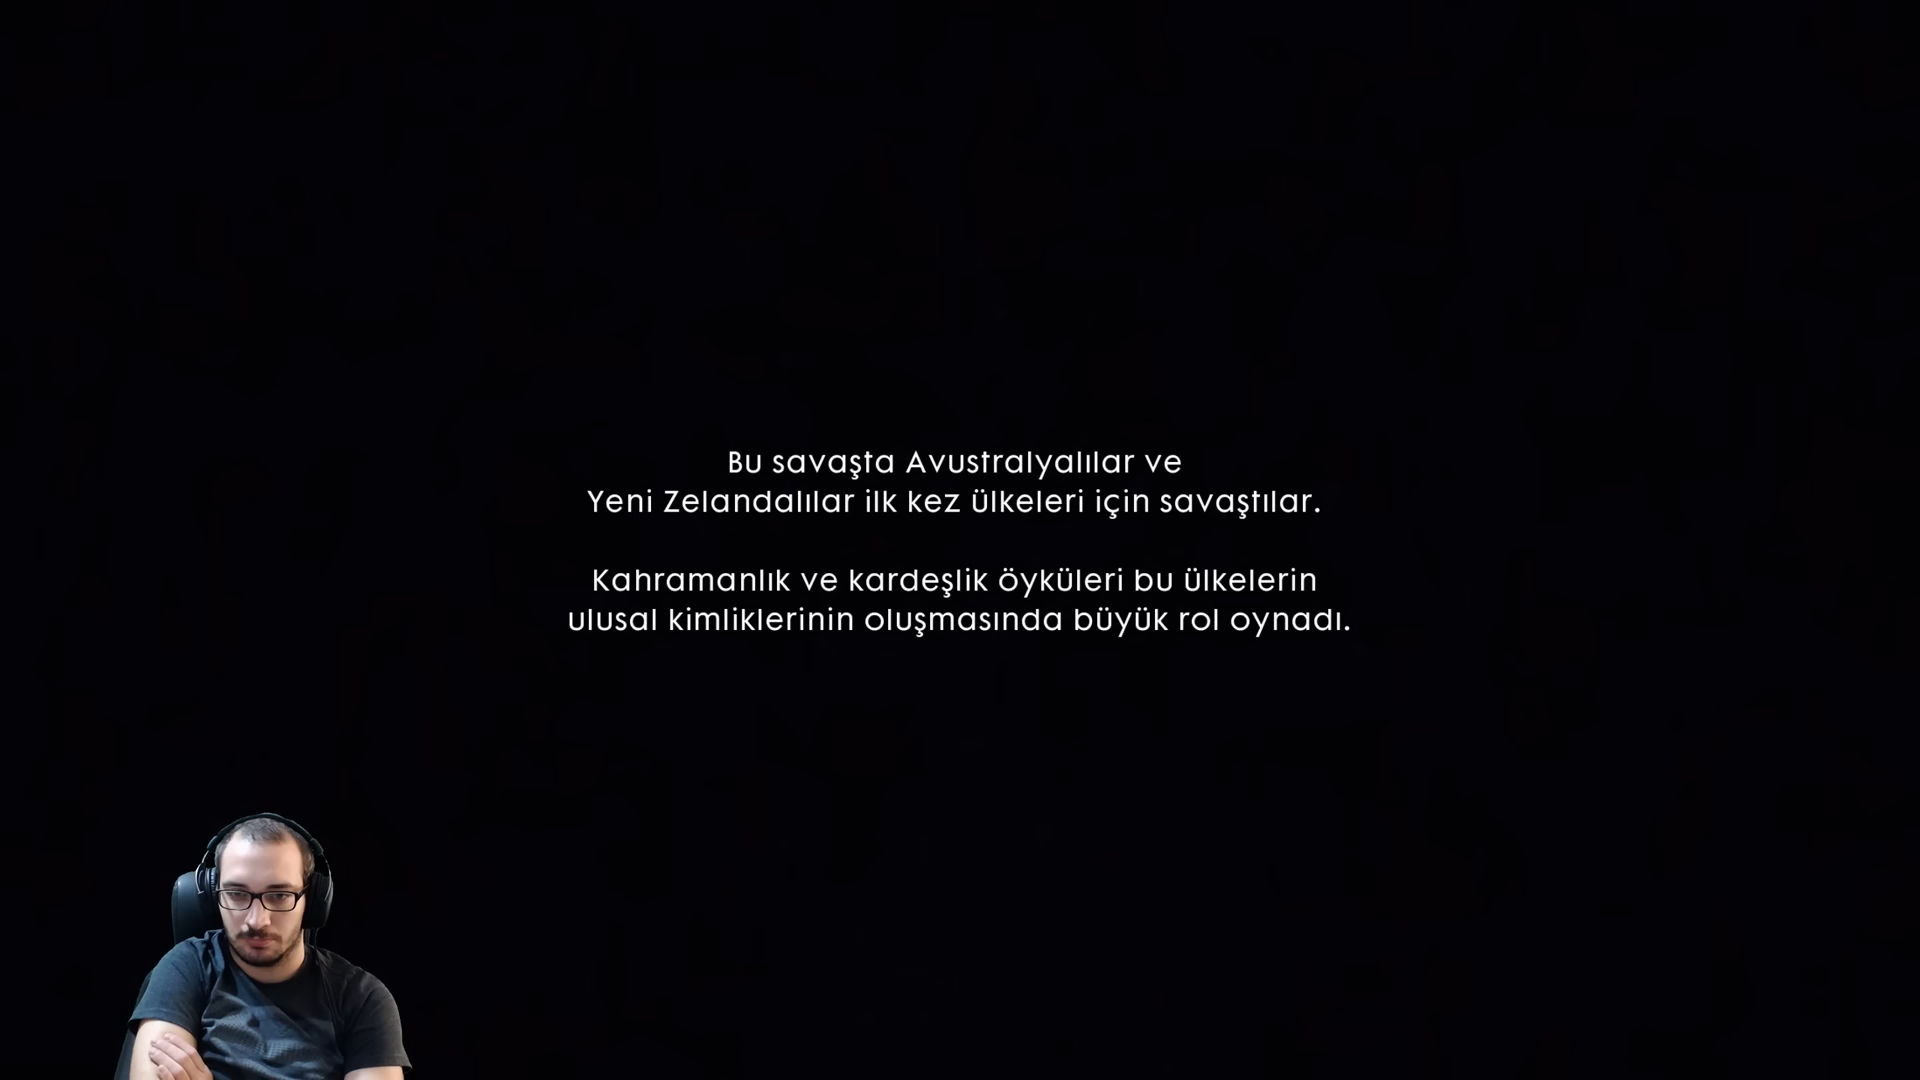 Bu savaşta Avustralyalılar ve
Yeni Zelandalılar ilk kez ülkeleri için savaştılar.
Kahramanlık ve kardeşlik öyküleri bu ülkelerin
ulusal kimliklerinin oluşmasında büyük rol oynadı.